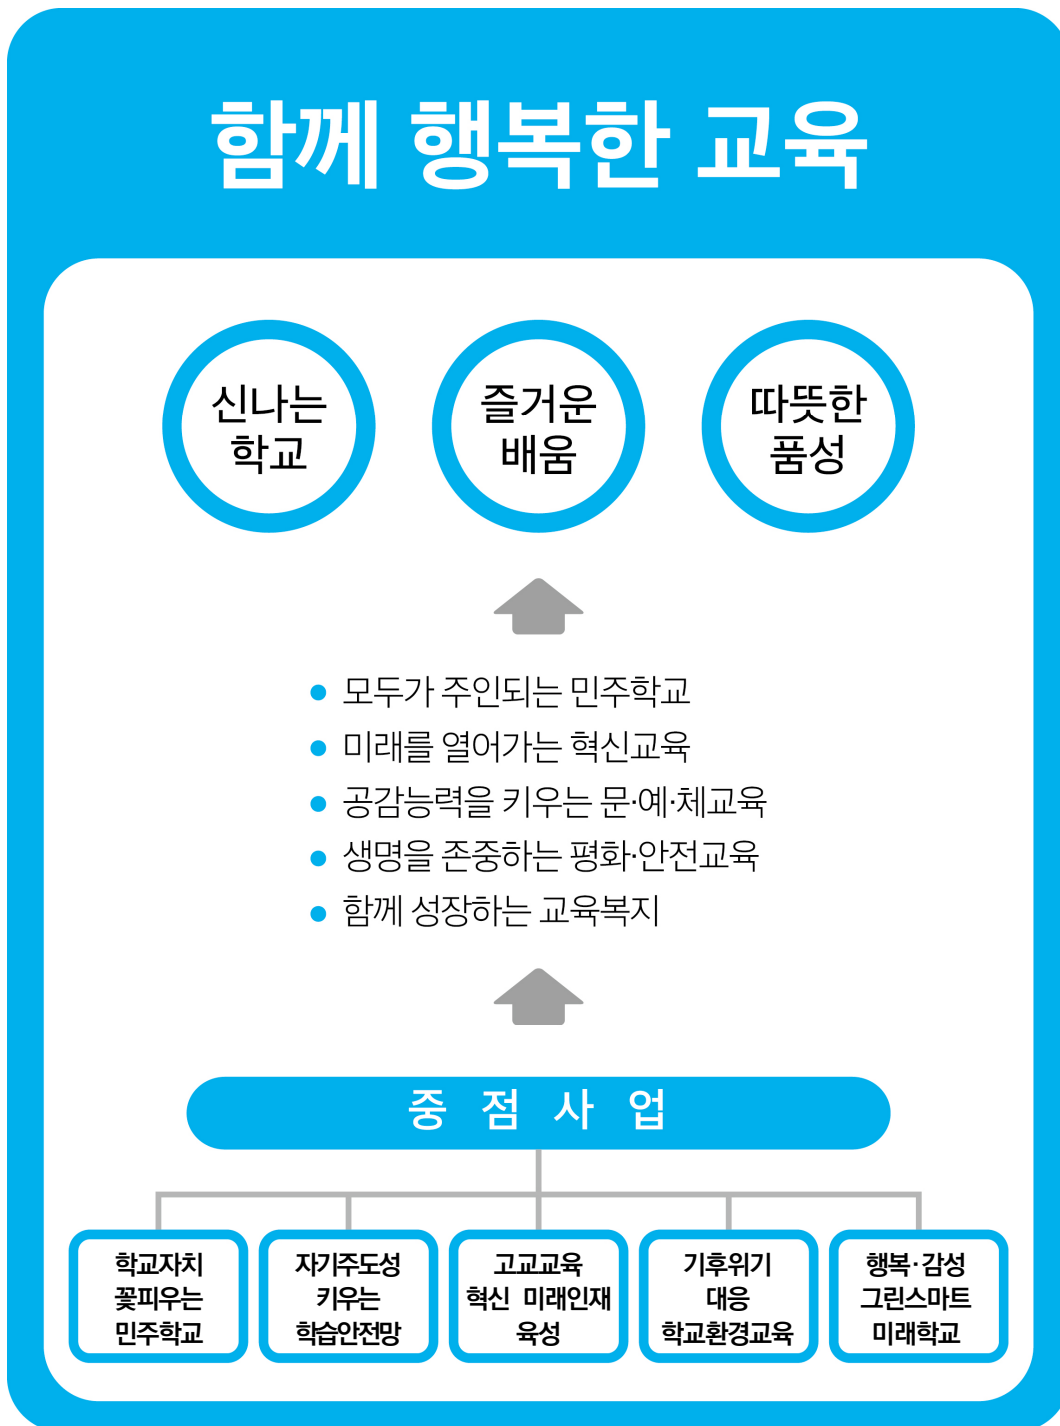 함께 행복한 교육
신나는
학교
즐거운
배움
따뜻한
품성
● 모두가 주인되는 민주학교
● 미래를 열어가는 혁신교육
● 공감능력을 키우는 문·예·체교육
● 생명을 존중하는 평화·안전교육
● 함께 성장하는 교육복지
중 점 사 업
학교자치
꽃피우는
민주학교
자기주도성
키우는
학습안전망
고교교육
혁신 미래인재
육성
기후위기
대응
학교환경교육
행복·감성
그린스마트
미래학교